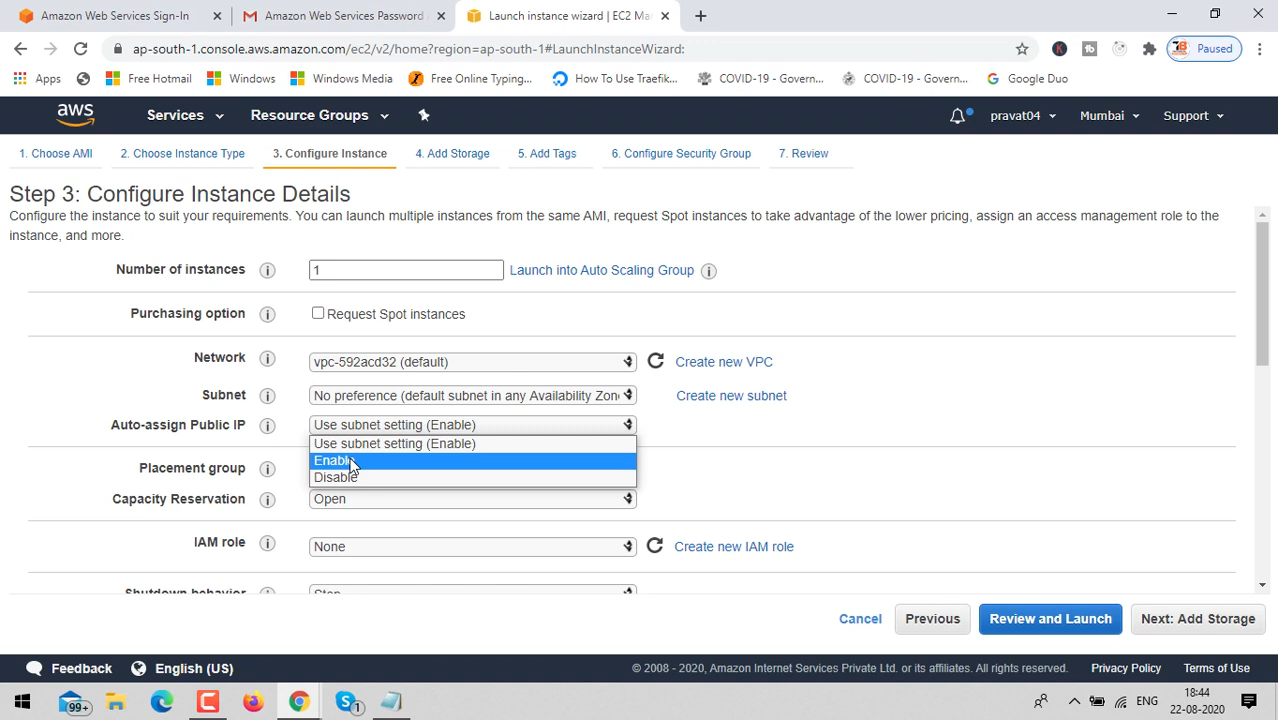 Amazon Web Services Sign-In
Amazon Web Services Password
Launch instance wizard | EC2 Ma
ap-south-1.console.aws.amazon.com/ec2/v2/home?region=ap-south-1#LaunchInstanceWizard:
Paused
Apps
Free Hotmail
Windows
Windows Media
Free Online Typing...
How To Use Traefik...
COVID-19 - Govern...
COVID-19 - Govern...
Google Duo
aws
Services
Resource Groups
pravat04
Mumbai
Support
1. Choose AMI
2. Choose Instance Type
3. Configure Instance
4. Add Storage
5. Add Tags
6. Configure Security Group
7. Review
Step 3: Configure Instance Details
Configure the instance to suit your requirements. You can launch multiple instances from the same AMI, request Spot instances to take advantage of the lower pricing, assign an access management role to the
instance, and more.
Number of instances
1
Launch into Auto Scaling Group
Purchasing option
Request Spot instances
Network
vpc-592acd32 (default)
Create new VPC
Subnet
No preference (default subnet in any Availability Zon
Create new subnet
Auto-assign Public IP
Use subnet setting (Enable)
Use subnet setting (Enable)
Enable
Disable
Placement group
Capacity Reservation
Open
IAM role
None
Create new IAM role
Shutdown behavior
Stop
Cancel
Previous
Review and Launch
Next: Add Storage
Feedback
English (US)
© 2008 - 2020, Amazon Internet Services Private Ltd. or its affiliates. All rights reserved.
Privacy Policy
Terms of Use
99+
1
ENG
18:44
22-08-2020